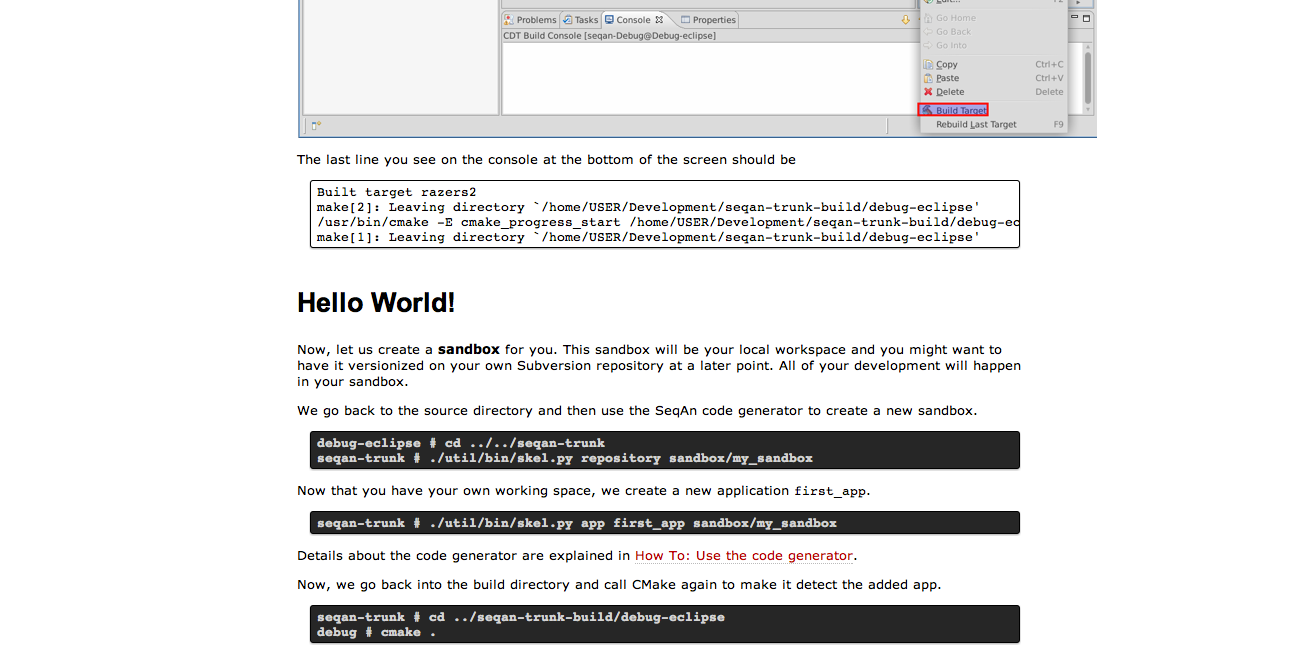 Edit...
Problems Tasks Console Properties
Go Home
CDT Build Console [seqan-Debug@Debug-eclipse]
Go Back
Go Into
Copy Ctrl+C
Paste Ctrl+V
Delete Delete
Build Target
Rebuild Last Target F9
The last line you see on the console at the bottom of the screen should be
Built target razers2
make[2]: Leaving directory `/home/USER/Development/seqan-trunk-build/debug-eclipse'
/usr/bin/cmake -E cmake_progress_start /home/USER/Development/seqan-trunk-build/debug-ec
make[1]: Leaving directory `/home/USER/Development/seqan-trunk-build/debug-eclipse'
Hello World!
Now, let us create a sandbox for you. This sandbox will be your local workspace and you might want to
have it versionized on your own Subversion repository at a later point. All of your development will happen
in your sandbox.
We go back to the source directory and then use the SeqAn code generator to create a new sandbox.
debug-eclipse # cd ../../seqan-trunk
seqan-trunk # ./util/bin/skel.py repository sandbox/my_sandbox
Now that you have your own working space, we create a new application first_app.
seqan-trunk # ./util/bin/skel.py app first_app sandbox/my_sandbox
Details about the code generator are explained in How To: Use the code generator.
Now, we go back into the build directory and call CMake again to make it detect the added app.
seqan-trunk # cd ../seqan-trunk-build/debug-eclipse
debug # cmake .